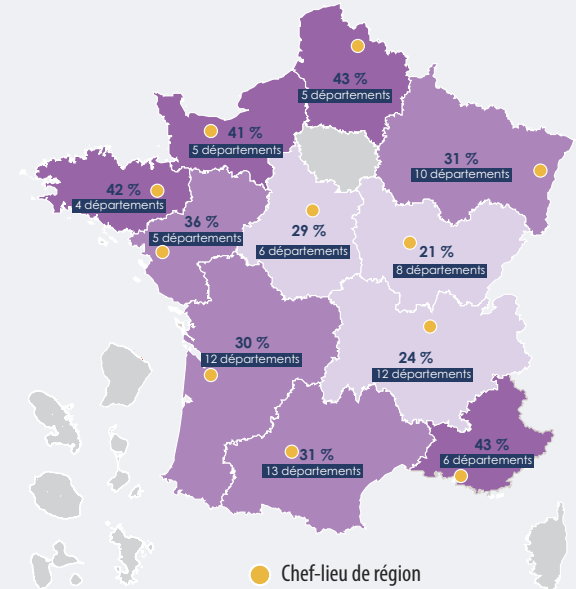 43 %
5 départements
41 %
5 départements
31 %
10 départements
42 %
4 départements
36 %
5 départements
29 %
6 départements
21 %
8 départements
30 %
12 départements
24 %
12 départements
31 %
13 départements
43 %
6 départements
Chef-lieu de région